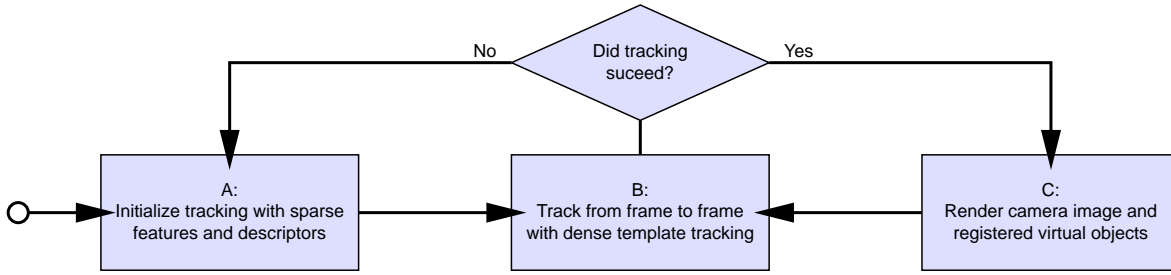 No
Did tracking
suceed?
Yes
A:
Initialize tracking with sparse
features and descriptors
B:
Track from frame to frame
with dense template tracking
C:
Render camera image and
registered virtual objects